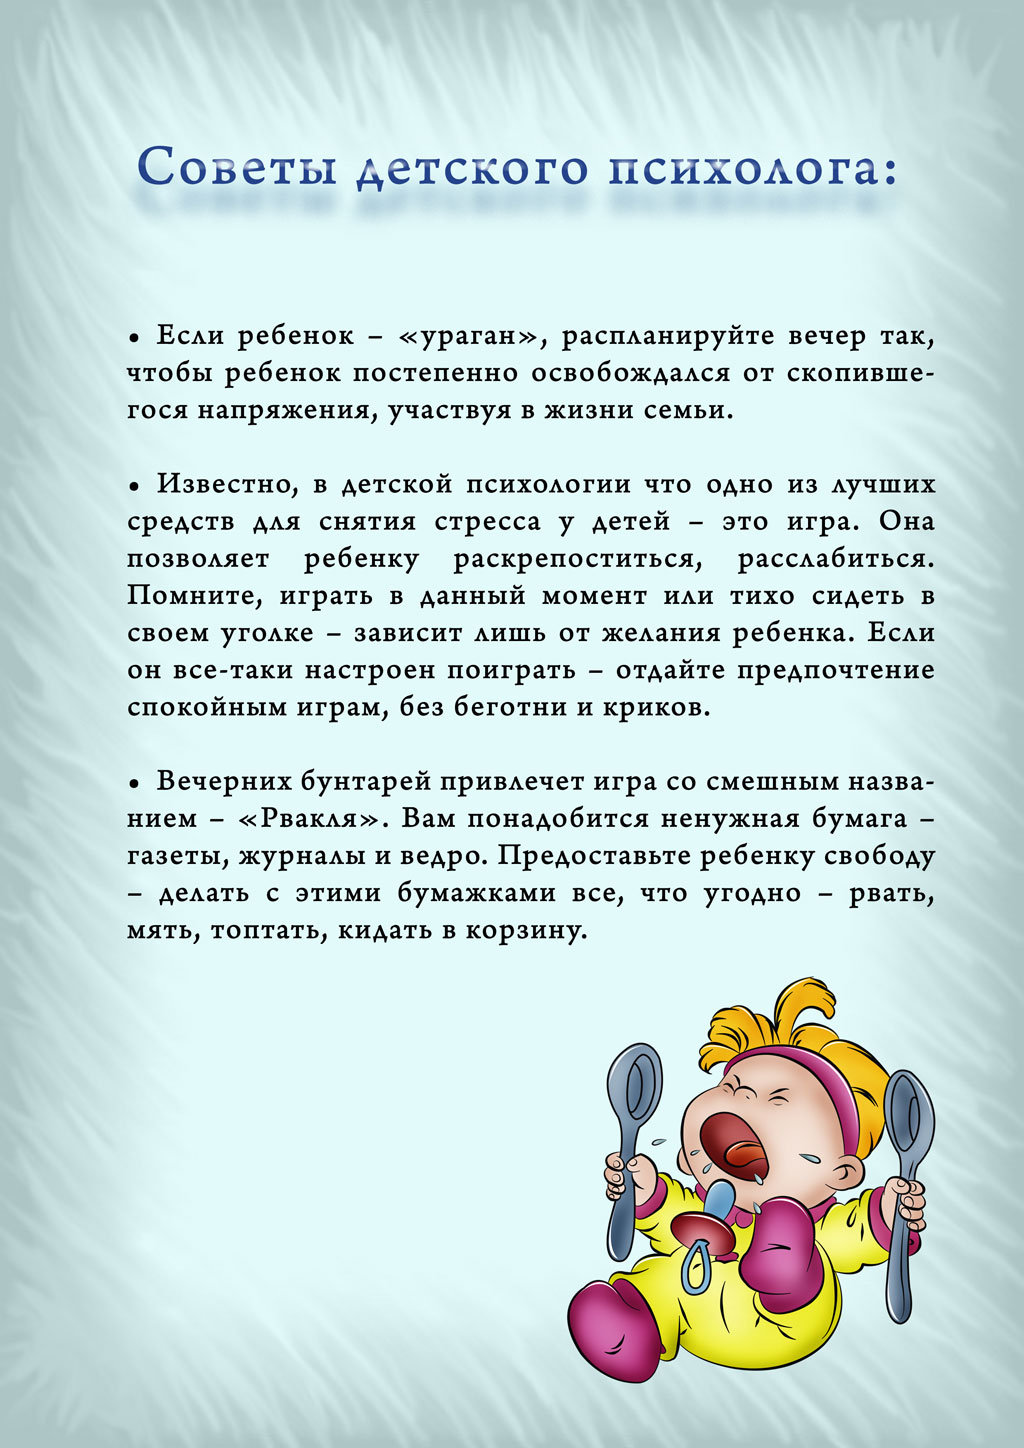 Советы детского психолога:
• Если ребенок – «ураган», распланируйте вечер так,
чтобы ребенок постепенно освобождался от скопивше-
гося напряжения, участвуя в жизни семьи.
• Известно, в детской психологии что одно из лучших
средств для снятия стресса у детей – это игра. Она
позволяет ребенку раскрепоститься, расслабиться.
Помните, играть в данный момент или тихо сидеть в
своем уголке – зависит лишь от желания ребенка. Если
он все-таки настроен поиграть – отдайте предпочтение
спокойным играм, без беготни и криков.
• Вечерних бунтарей привлечет игра со смешным назва-
нием – «Рвакля». Вам понадобится ненужная бумага –
газеты, журналы и ведро. Предоставьте ребенку свободу
– делать с этими бумажками все, что угодно – рвать,
мять, топтать, кидать в корзину.